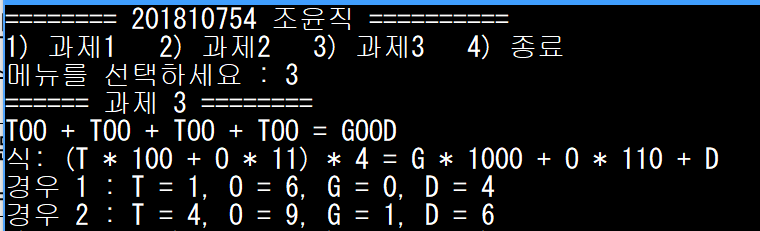 ======== 201810754 조윤직 ==========
1) 과제1   2) 과제2   3) 과제3   4) 종료
메뉴를 선택하세요 : 3
====== 과제 3 ========
TOO + TOO + TOO + TOO = GOOD
식: (T * 100 + O * 11) * 4 = G * 1000 + O * 110 + D
경우 1 : T = 1, O = 6, G = 0, D = 4
경우 2 : T = 4, O = 9, G = 1, D = 6